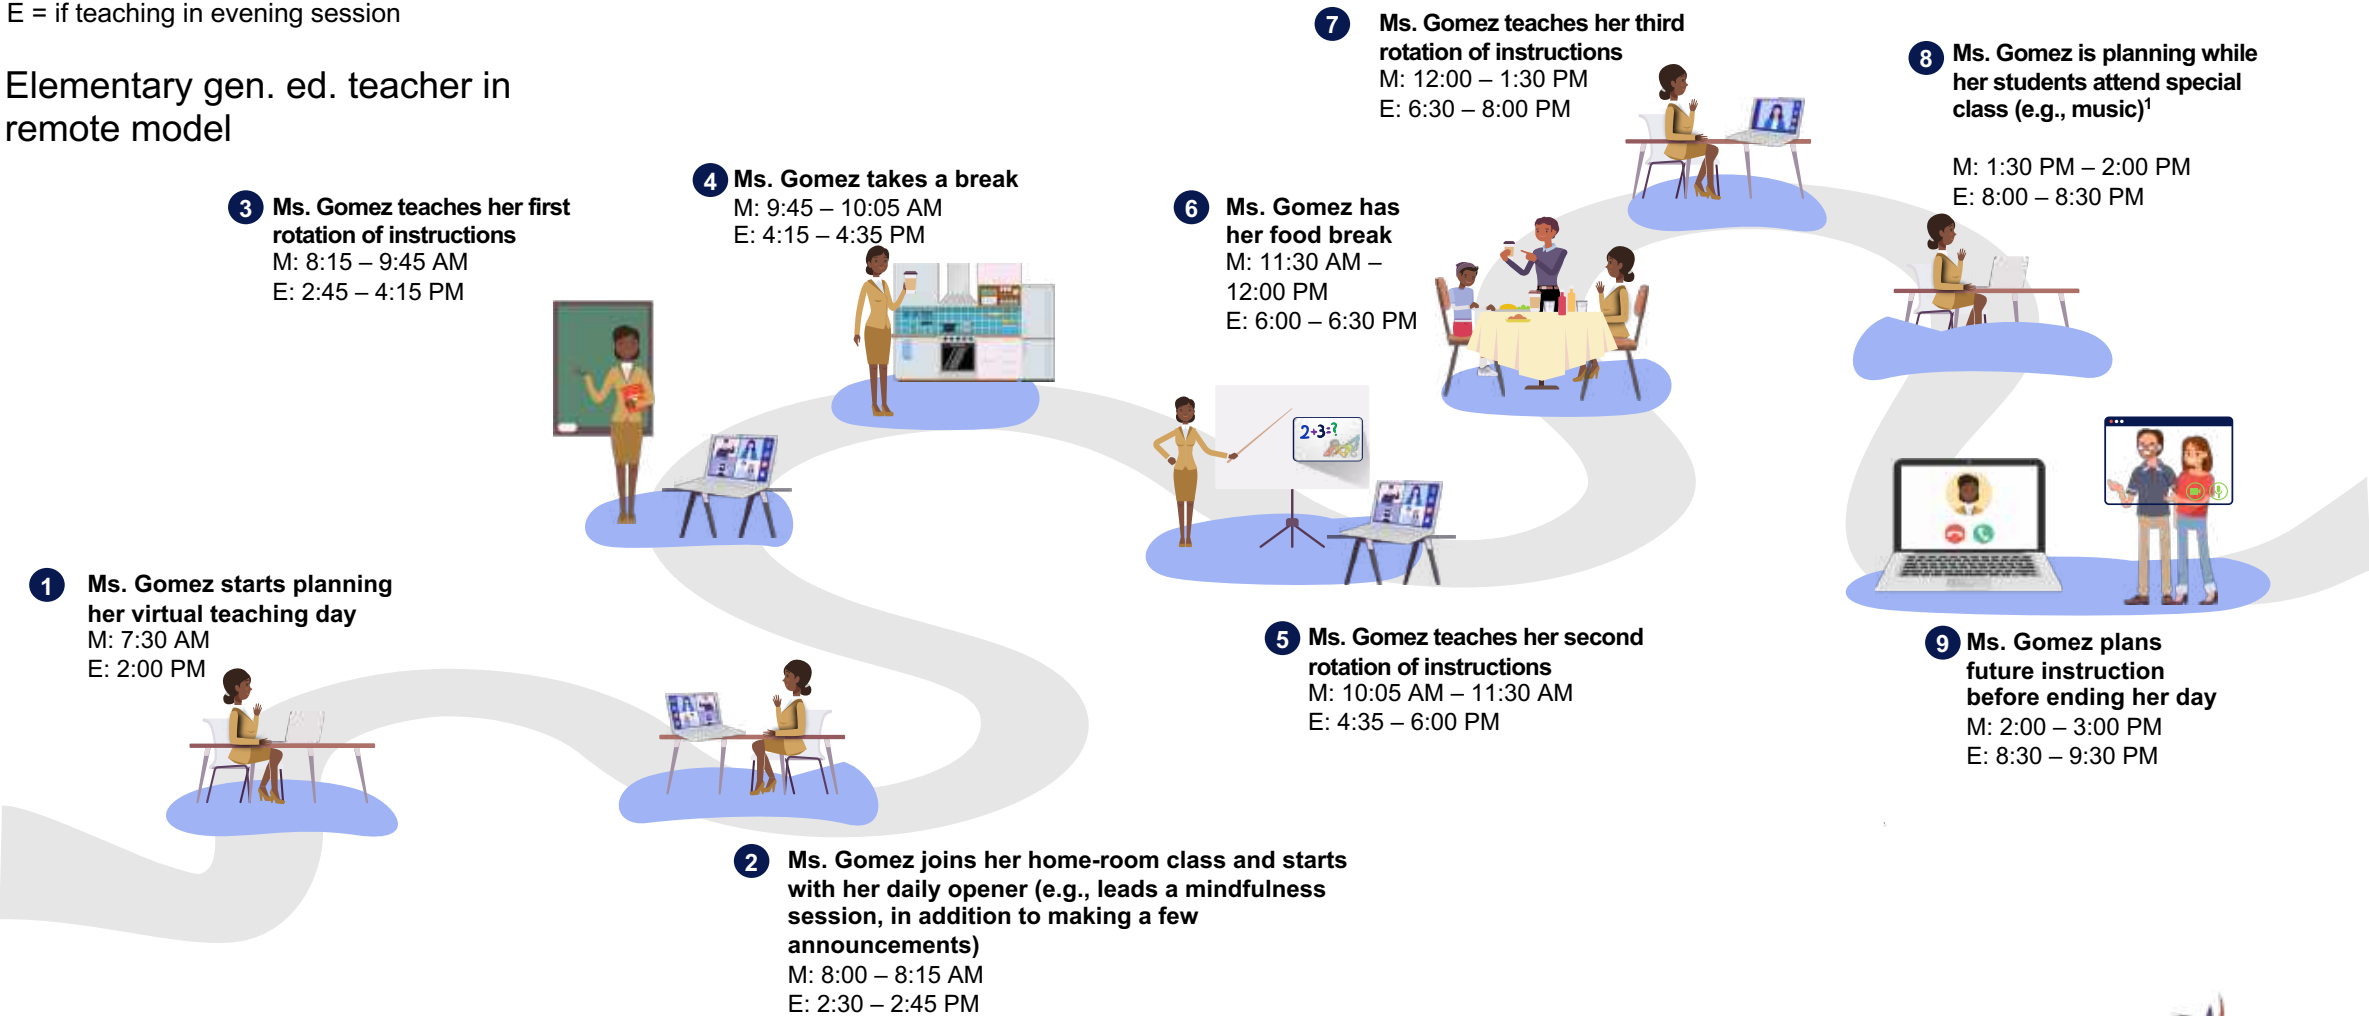 E = if teaching in evening session
Elementary gen. ed. teacher in
remote model
1
Ms. Gomez starts planning
her virtual teaching day
M: 7:30 AM
E: 2:00 PM
2
Ms. Gomez joins her home-room class and starts
with her daily opener (e.g., leads a mindfulness
session, in addition to making a few
announcements)
M: 8:00 – 8:15 AM
E: 2:30 – 2:45 PM
3
Ms. Gomez teaches her first
rotation of instructions
M: 8:15 – 9:45 AM
E: 2:45 – 4:15 PM
4
Ms. Gomez takes a break
M: 9:45 – 10:05 AM
E: 4:15 – 4:35 PM
2+3=?
5
Ms. Gomez teaches her second
rotation of instructions
M: 10:05 AM – 11:30 AM
E: 4:35 – 6:00 PM
6
Ms. Gomez has
her food break
M: 11:30 AM –
12:00 PM
E: 6:00 – 6:30 PM
7
Ms. Gomez teaches her third
rotation of instructions
M: 12:00 – 1:30 PM
E: 6:30 – 8:00 PM
8
Ms. Gomez is planning while
her students attend special
class (e.g., music)¹
M: 1:30 PM – 2:00 PM
E: 8:00 – 8:30 PM
9
Ms. Gomez plans
future instruction
before ending her day
M: 2:00 – 3:00 PM
E: 8:30 – 9:30 PM